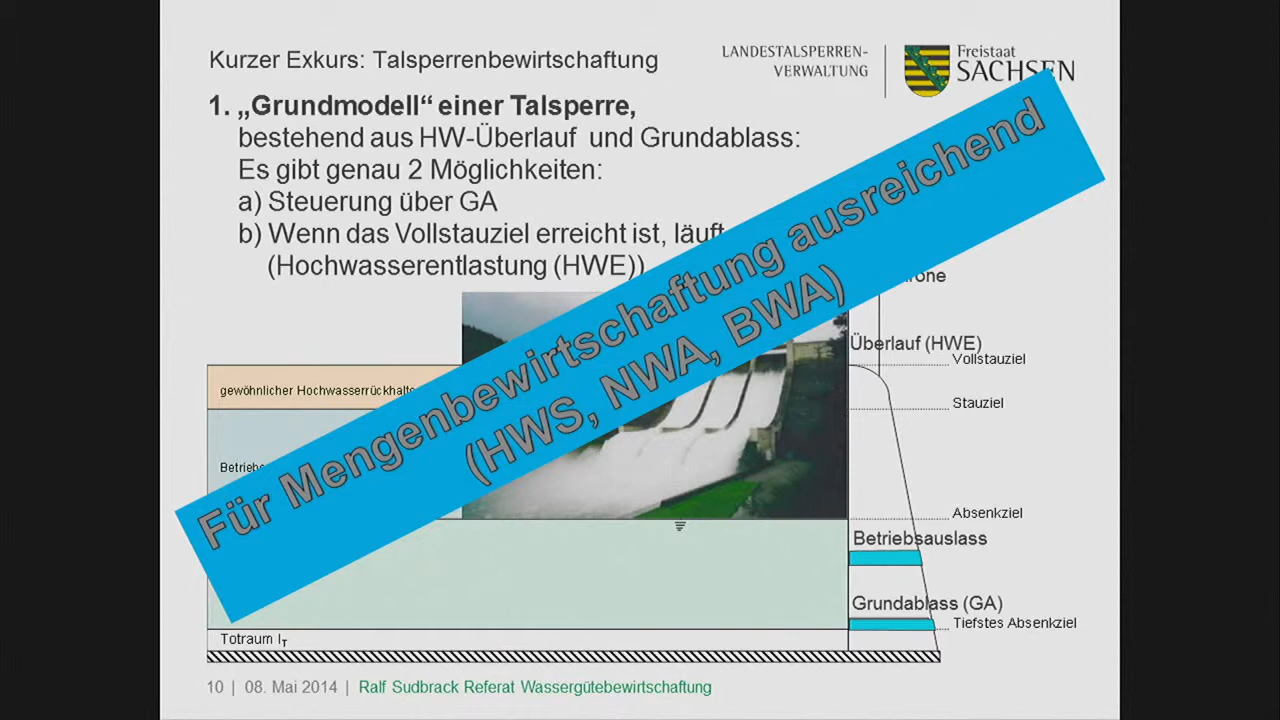 Kurzer Exkurs: Talsperrenbewirtschaftung
LANDESTALSPERREN-
VERWALTUNG
Freistaat
SACHSEN
1. „Grundmodell“ einer Talsperre,
bestehend aus HW-Überlauf und Grundablass:
Es gibt genau 2 Möglichkeiten:
a) Steuerung über GA
b) Wenn das Vollstauziel erreicht ist, läuft
(Hochwasserentlastung (HWE))
Für Mengenbewirtschaftung ausreichend
(HWS, NWA, BWA)
Überlauf (HWE)
Vollstauziel
gewöhnlicher Hochwasserrückhalte
Stauziel
Betriebs
Absenkziel
Betriebsauslass
Grundablass (GA)
Tiefstes Absenkziel
Totraum IT
10 | 08. Mai 2014 | Ralf Sudbrack Referat Wassergütebewirtschaftung